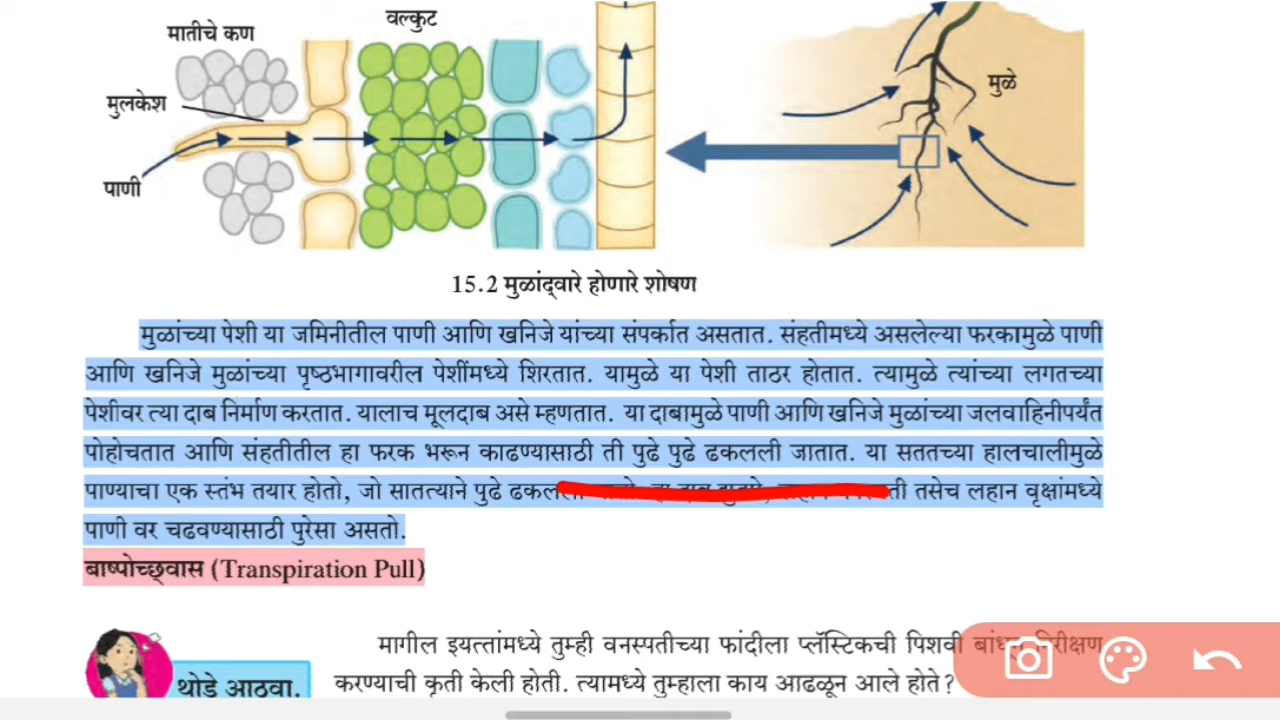 वल्कुट
मातीचे कण
मुलकेश
पाणी
मुळे
15.2 मुळांद्वारे होणारे शोषण
मुळांच्या पेशी या जमिनीतील पाणी आणि खनिजे यांच्या संपर्कात असतात. संहतीमध्ये असलेल्या फरकामुळे पाणी
आणि खनिजे मुळांच्या पृष्ठभागावरील पेशींमध्ये शिरतात. यामुळे या पेशी ताठर होतात. त्यामुळे त्यांच्या लगतच्या
पेशीवर त्या दाब निर्माण करतात. यालाच मूलदाब असे म्हणतात. या दाबामुळे पाणी आणि खनिजे मुळांच्या जलवाहिनीपर्यंत
पोहोचतात आणि संहतीतील हा फरक भरून काढण्यासाठी ती पुढे पुढे ढकलली जातात. या सततच्या हालचालीमुळे
पाण्याचा एक स्तंभ तयार होतो, जो सातत्याने पुढे तसेच लहान वृक्षांमध्ये
पाणी वर चढवण्यासाठी पुरेसा असतो.
बाष्पोच्छ्वास (Transpiration Pull)
मागील इयत्तांमध्ये तुम्ही वनस्पतीच्या फांदीला प्लॅस्टिकची पिशवी
थोडे आठवा. करण्याची कृती केली होती. त्यामध्ये तुम्हाला काय आढळून आले होते?